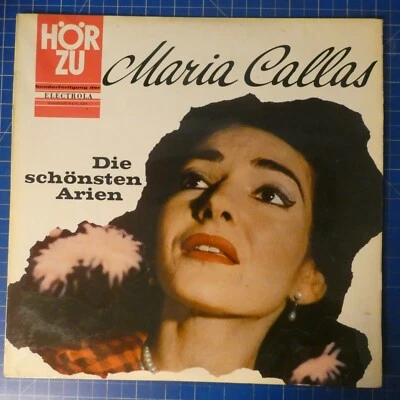 HÖR
ZU
Maria Callas
Sonderfertigung der
ELECTROLA
Die
schönsten
Arien